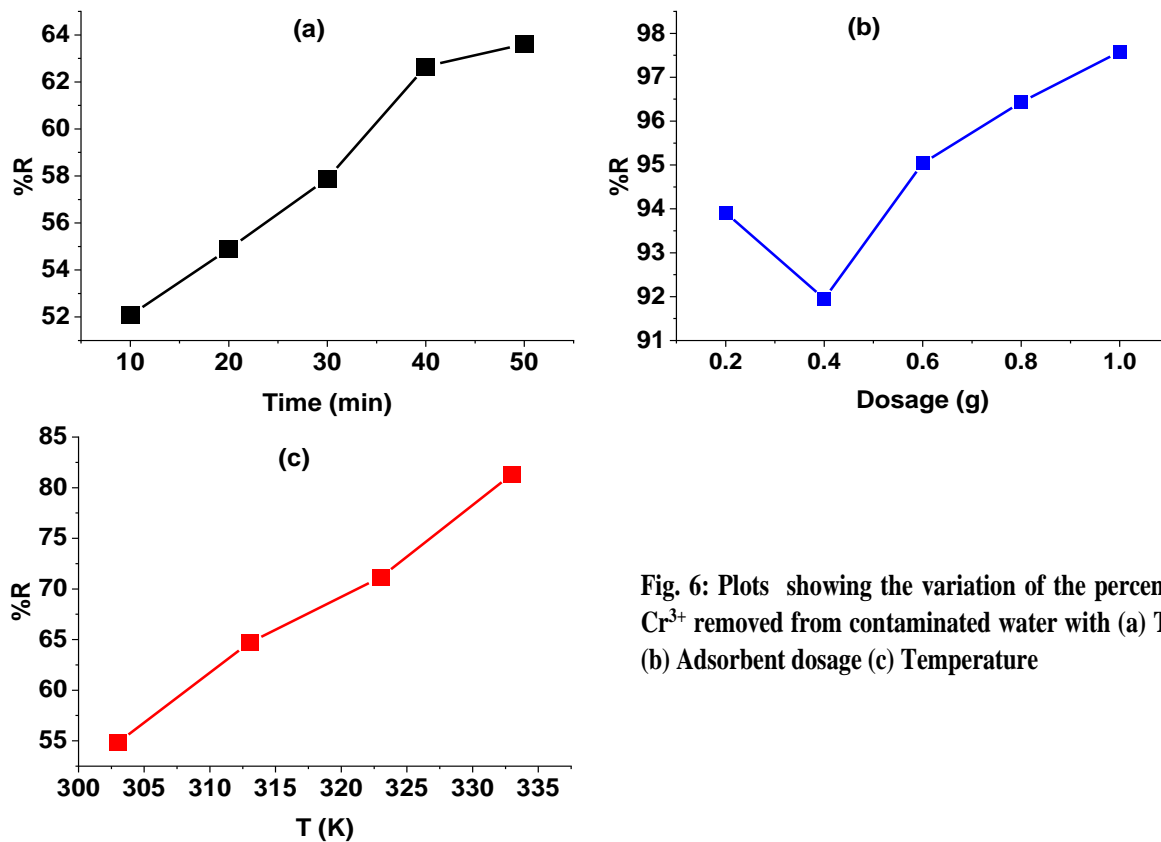 (a)
64
62
60
58
56
54
52
%R
10 20 30 40 50
Time (min)
(b)
98
97
96
95
94
93
92
91
%R
0.2 0.4 0.6 0.8 1.0
Dosage (g)
(c)
85
80
75
70
65
60
55
%R
300 305 310 315 320 325 330 335
T (K)
Fig. 6: Plots showing the variation of the percen
Cr³⁺ removed from contaminated water with (a) T
(b) Adsorbent dosage (c) Temperature